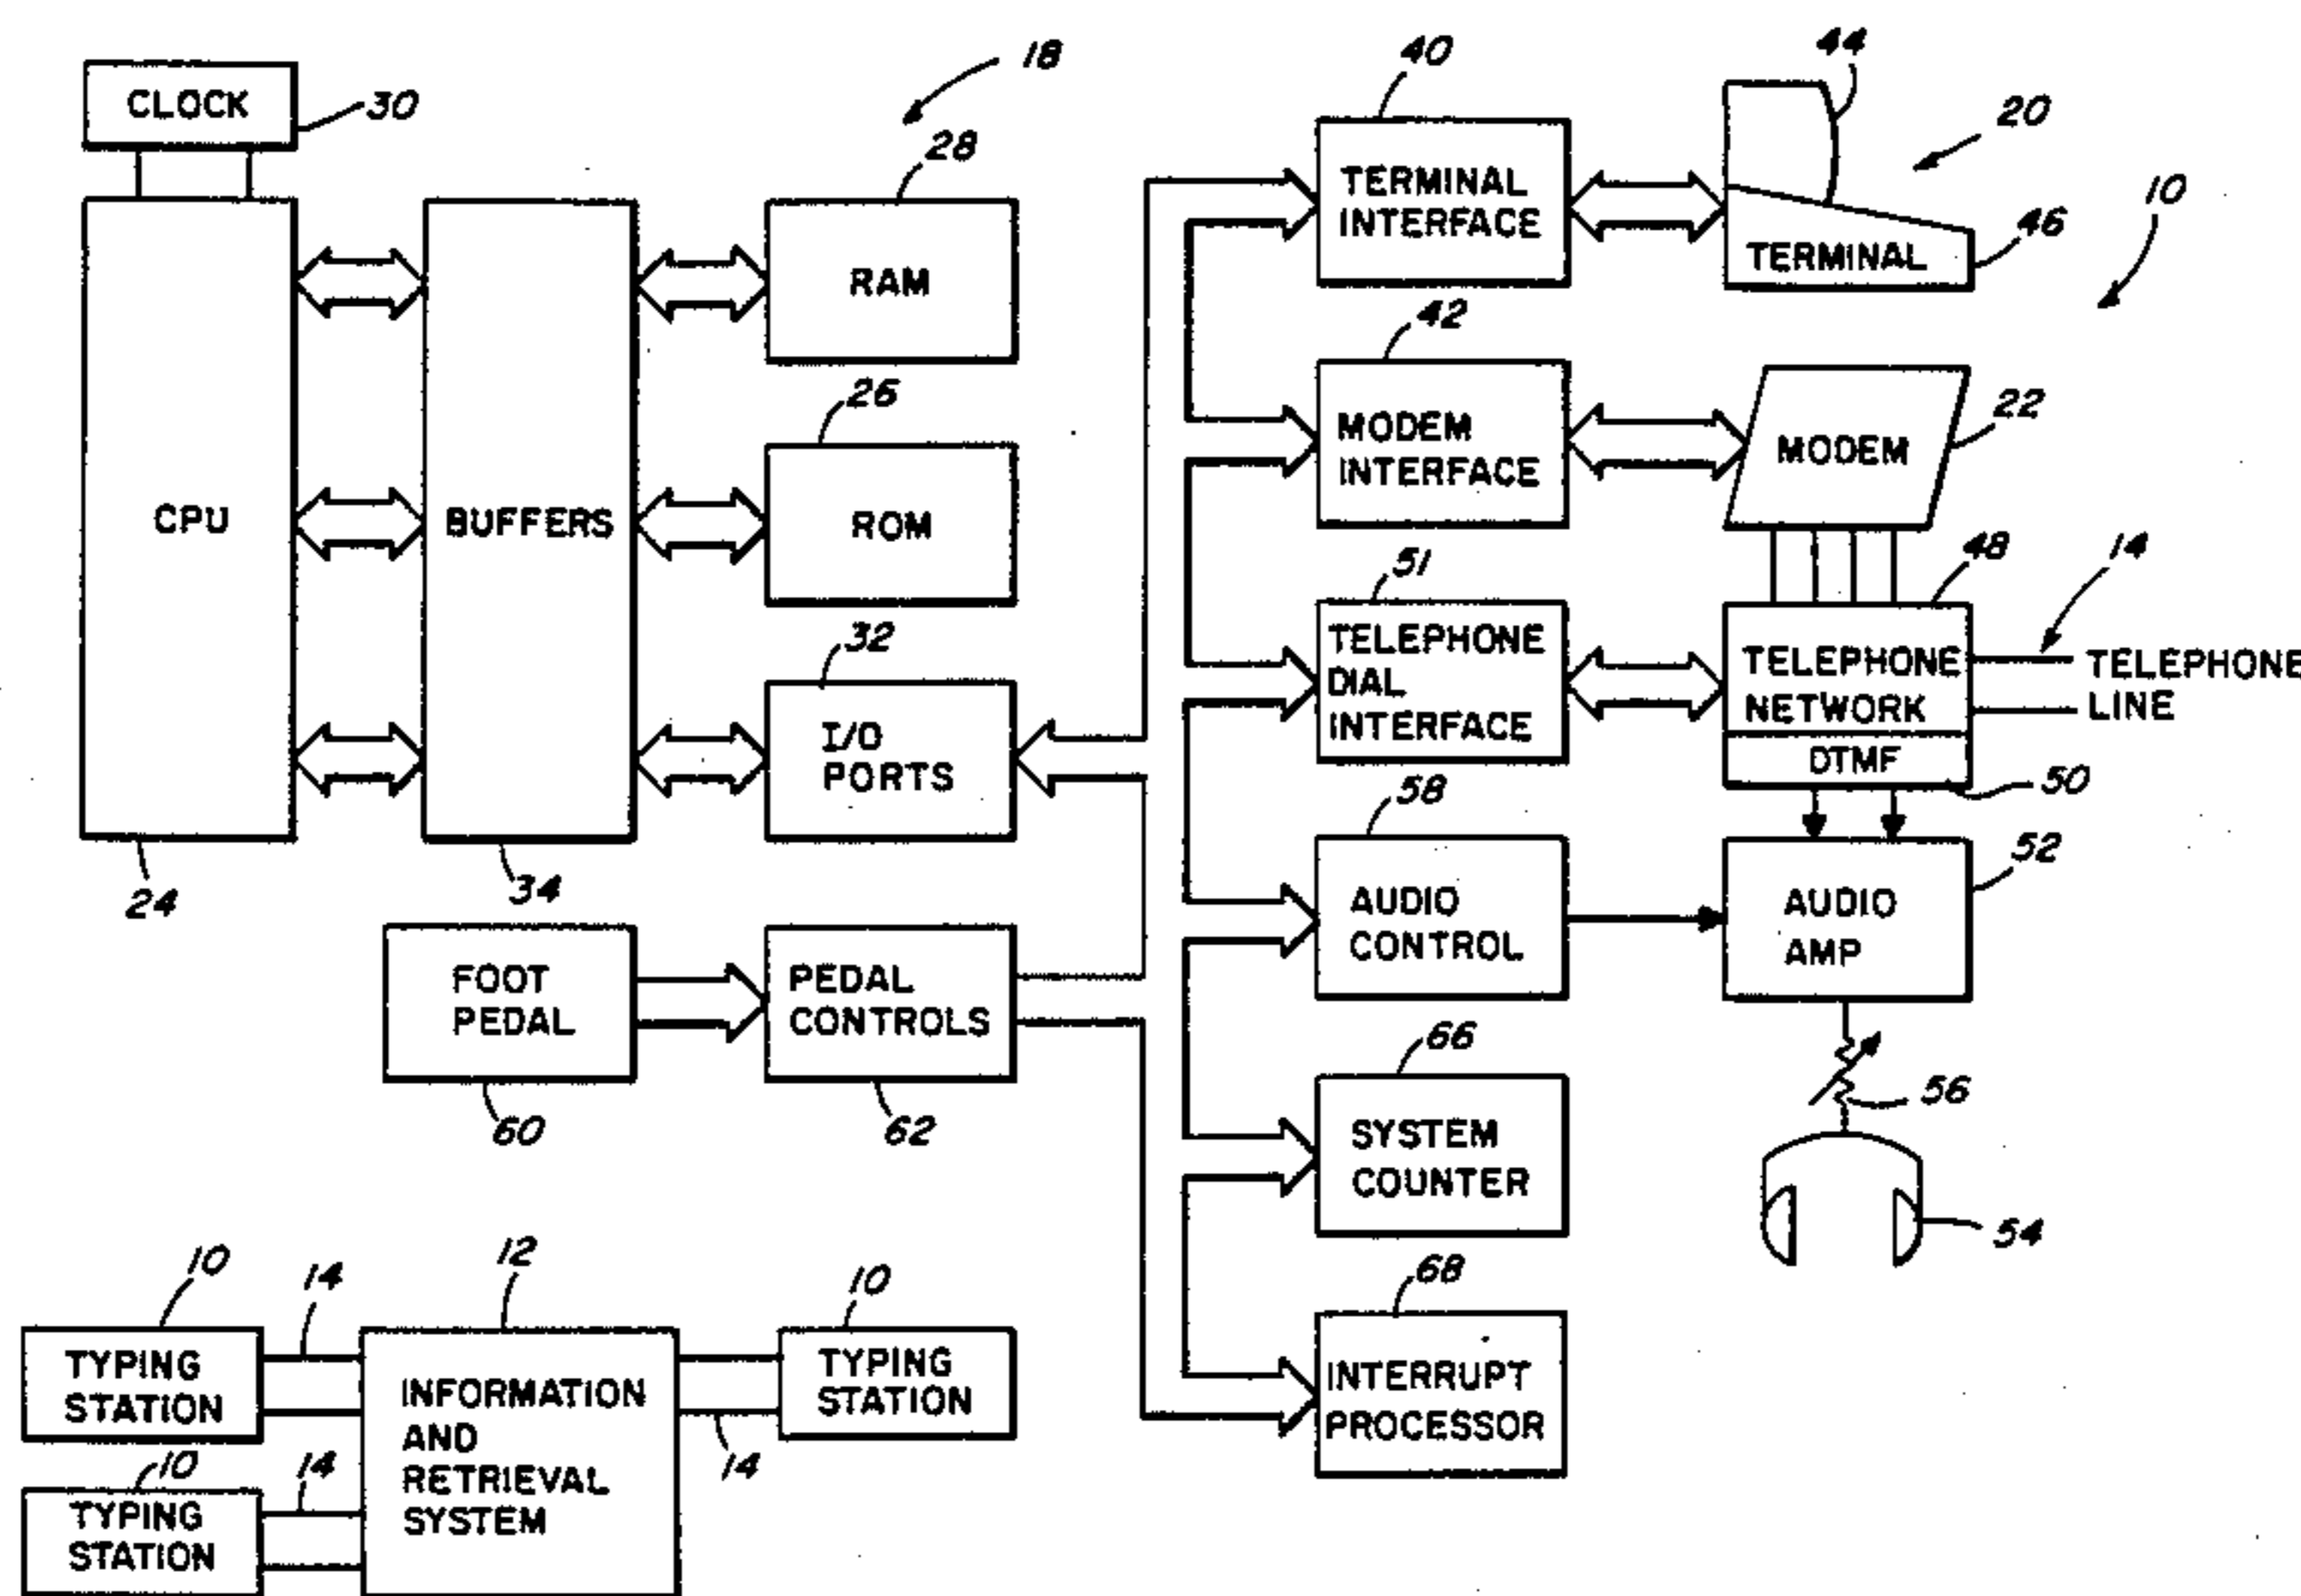 18
40
44
CLOCK
30
20
28
10
TERMINAL
INTERFACE
46
TERMINAL
RAM
42
26
22
MODEM
INTERFACE
MODEM
CPU
BUFFERS
ROM
51
48
14
32
TELEPHONE
DIAL
INTERFACE
TELEPHONE
NETWORK
TELEPHONE
LINE
I/O
PORTS
DTMF
58
50
24
34
52
AUDIO
CONTROL
AUDIO
AMP
FOOT
PEDAL
PEDAL
CONTROLS
66
56
60
62
SYSTEM
COUNTER
54
10
14
12
10
68
TYPING
STATION
INFORMATION
AND
RETRIEVAL
SYSTEM
TYPING
STATION
INTERRUPT
PROCESSOR
10
14
14
TYPING
STATION